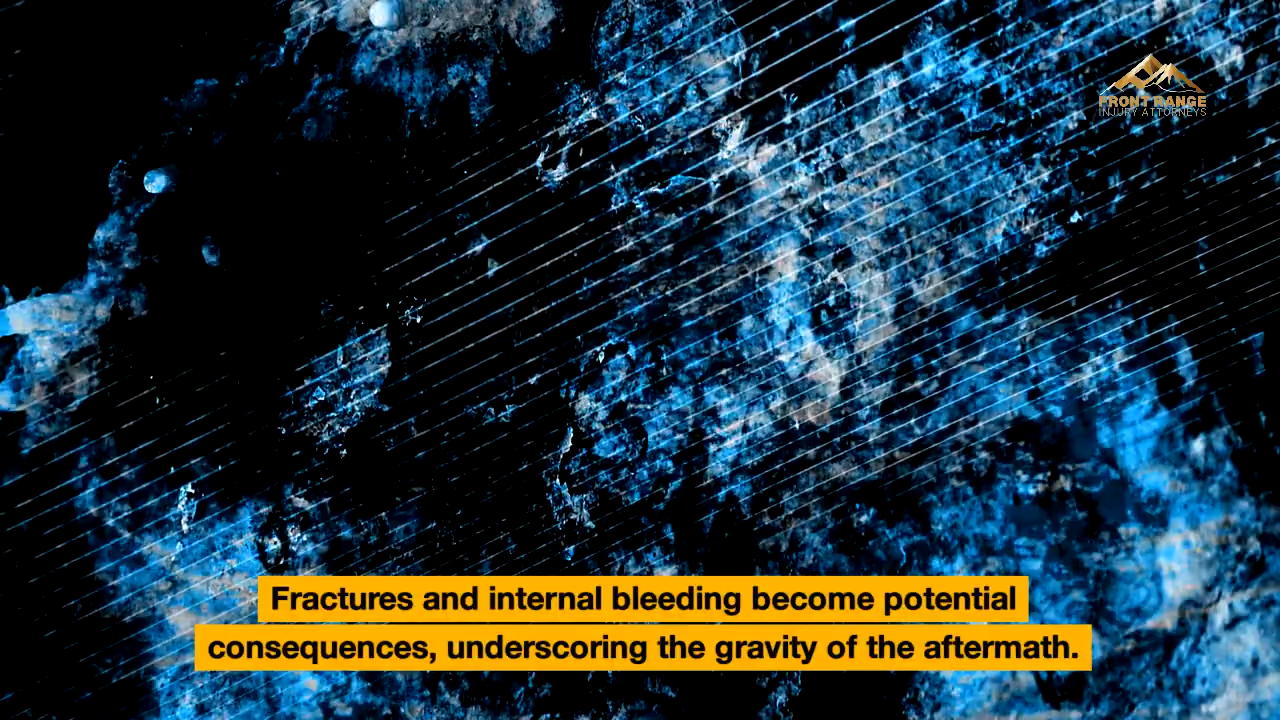 FRONT RANGE
INJURY ATTORNEYS
Fractures and internal bleeding become potential
consequences, underscoring the gravity of the aftermath.